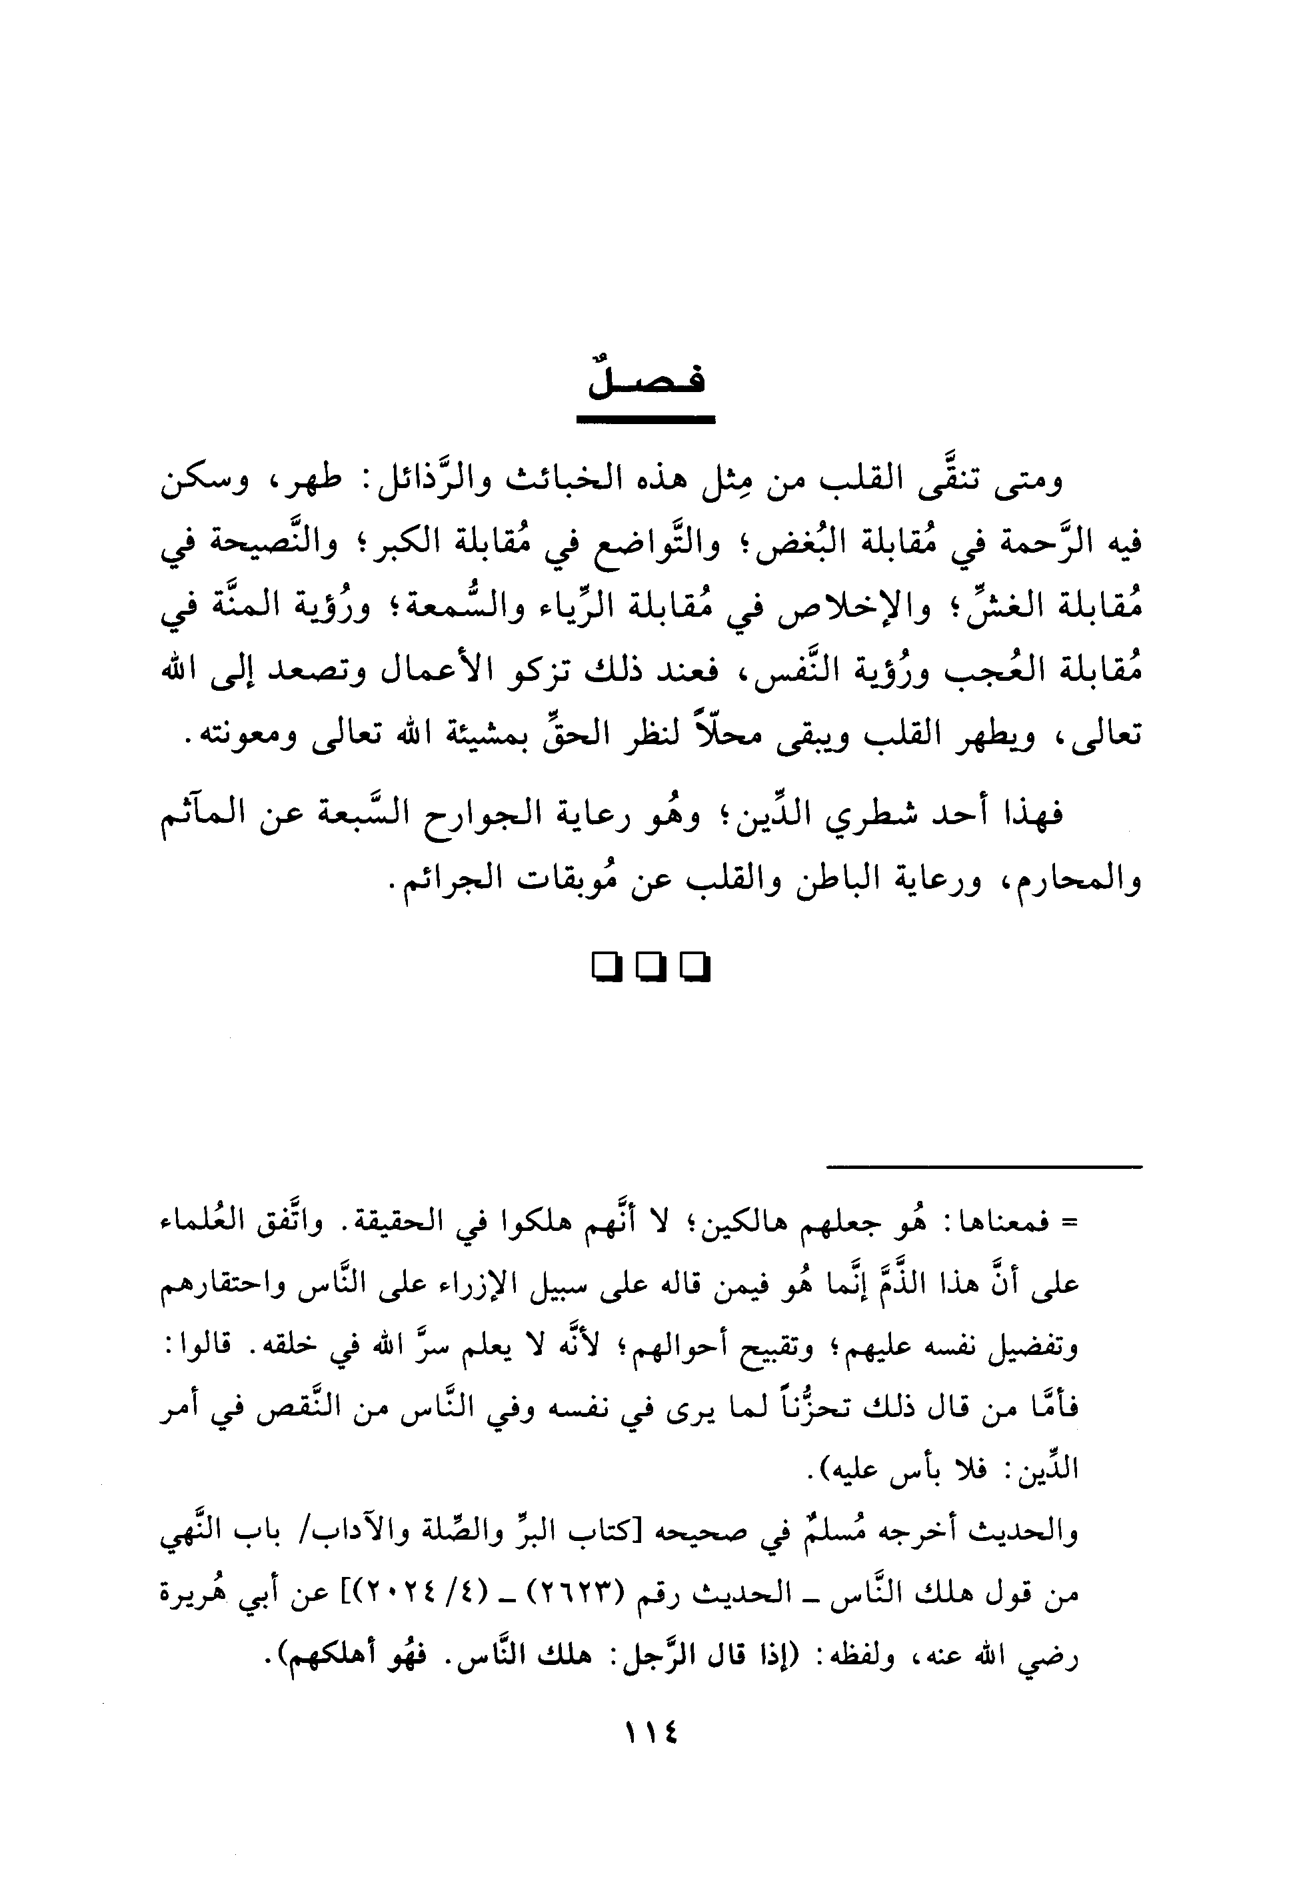 فصلٌ
ومتى تنقَّى القلب من مِثل هذه الخبائث والرَّذائل: طهر، وسكن
فيه الرَّحمة في مُقابلة البُغض؛ والتَّواضع في مُقابلة الكبر؛ والنَّصيحة في
مُقابلة الغشِّ؛ والإخلاص في مُقابلة الرِّياء والسُّمعة؛ ورُؤية المنَّة في
مُقابلة العُجب ورُؤية النَّفس، فعند ذلك تزكو الأعمال وتصعد إلى الله
تعالى، ويطهر القلب ويبقى محلّاً لنظر الحقِّ بمشيئة الله تعالى ومعونته.
فهذا أحد شطري الدِّين؛ وهُو رعاية الجوارح السَّبعة عن المآثم
والمحارم، ورعاية الباطن والقلب عن مُوبقات الجرائم.
= فمعناها: هُو جعلهم هالكين؛ لا أنَّهم هلكوا في الحقيقة. واتَّفق العُلماء
على أنَّ هذا الذَّمَّ إنَّما هُو فيمن قاله على سبيل الإزراء على النَّاس واحتقارهم
وتفضيل نفسه عليهم؛ وتقبيح أحوالهم؛ لأنَّه لا يعلم سرَّ الله في خلقه. قالوا:
فأمَّا من قال ذلك تحزُّناً لما يرى في نفسه وفي النَّاس من النَّقص في أمر
الدِّين: فلا بأس عليه).
والحديث أخرجه مُسلمٌ في صحيحه [كتاب البرِّ والصِّلة والآداب/ باب النَّهي
من قول هلك النَّاس - الحديث رقم (٢٦٢٣) - (٤/ ٢٠٢٤)] عن أبي هُريرة
رضي الله عنه، ولفظه: (إذا قال الرَّجل: هلك النَّاس. فهُو أهلكهم).
١١٤